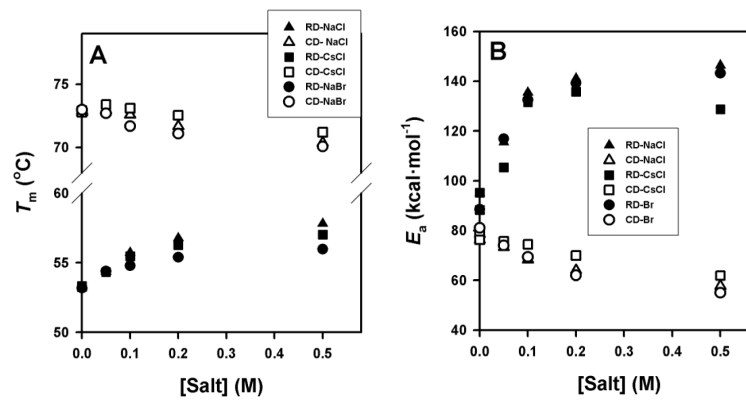 A
RD-NaCl
CD- NaCl
RD-CsCl
CD-CsCl
RD-NaBr
CD-NaBr
75
70
60
55
50
Tm (°C)
0.0 0.1 0.2 0.3 0.4 0.5
[Salt] (M)
B
160
140
120
100
80
60
40
Ea (kcal·mol⁻¹)
RD-NaCl
CD-NaCl
RD-CsCl
CD-CsCl
RD-Br
CD-Br
0.0 0.1 0.2 0.3 0.4 0.5
[Salt] (M)